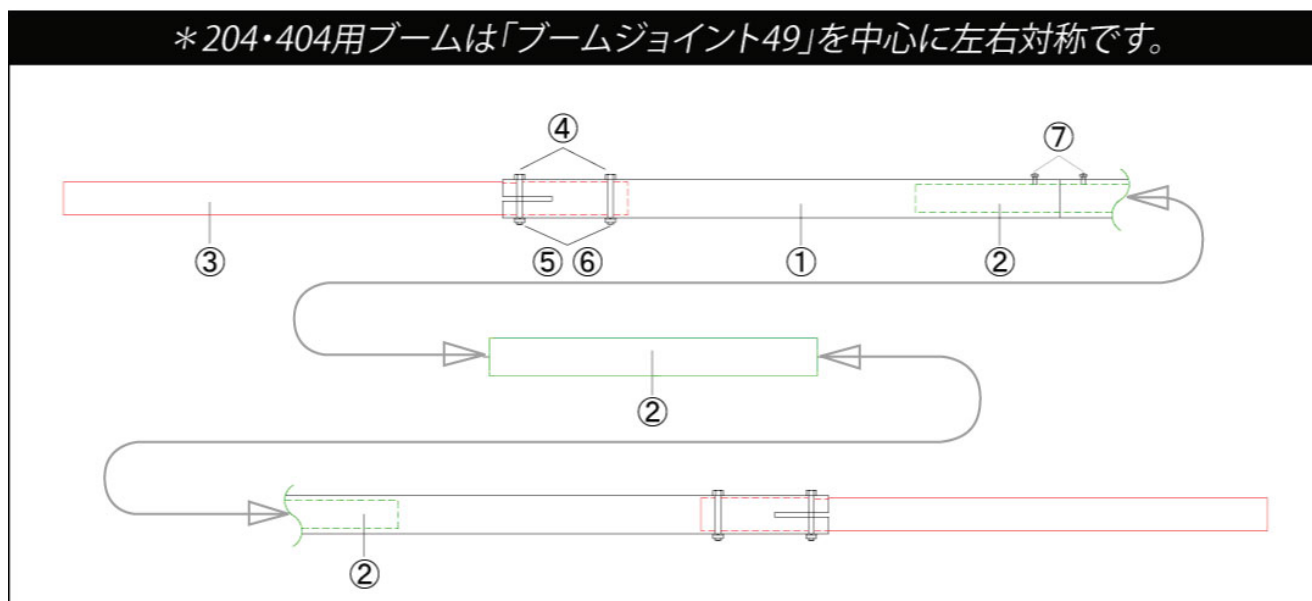 ＊204・404用ブームは「ブームジョイント49」を中心に左右対称です。
④ ⑦
③ ⑤ ⑥ ① ②
②
②